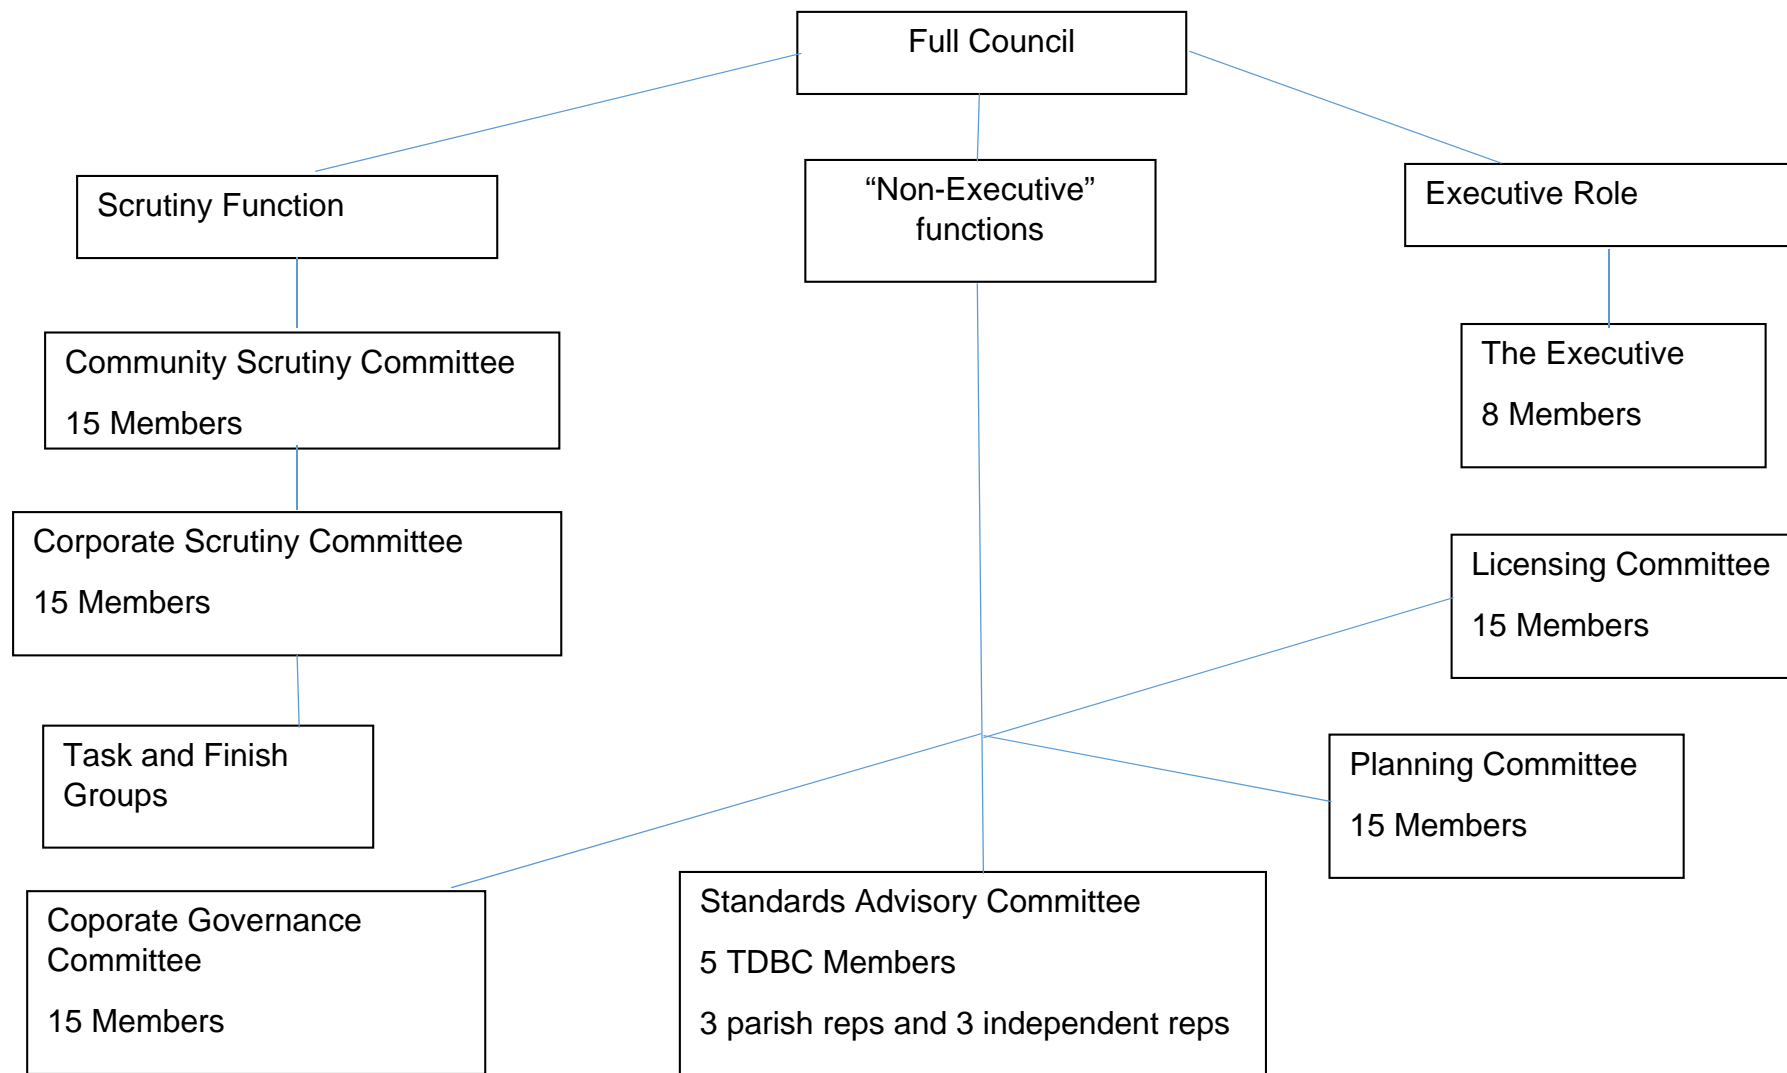 Full Council
Scrutiny Function
“Non-Executive”
functions
Executive Role
Community Scrutiny Committee
15 Members
The Executive
8 Members
Corporate Scrutiny Committee
15 Members
Licensing Committee
15 Members
Task and Finish
Groups
Planning Committee
15 Members
Coporate Governance
Committee
15 Members
Standards Advisory Committee
5 TDBC Members
3 parish reps and 3 independent reps